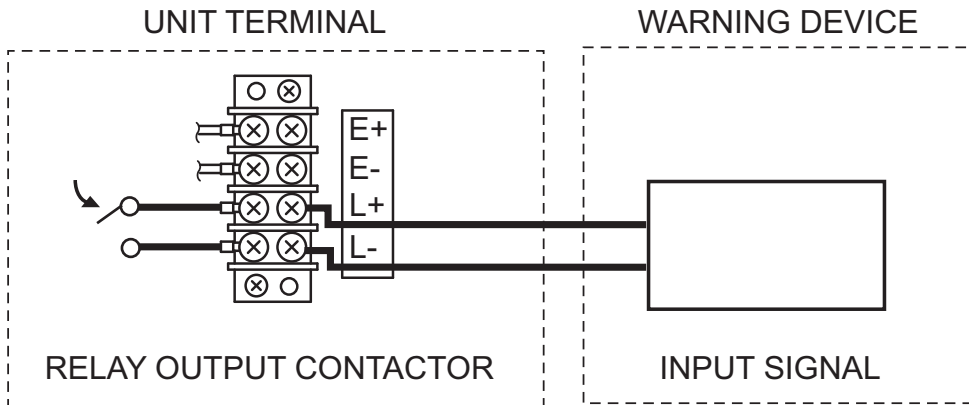 UNIT TERMINAL
WARNING DEVICE
E+
E-
L+
L-
RELAY OUTPUT CONTACTOR
INPUT SIGNAL